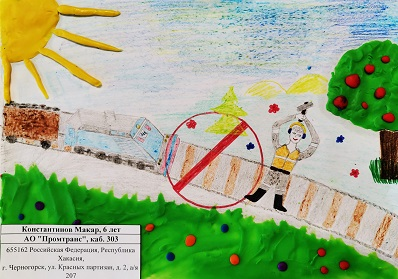 Константинов Макар, 6 лет
АО "Промтранс", каб. 303
655162 Российская Федерация, Республика
Хакасия,
г. Черногорск, ул. Красных партизан, д. 2, а/я
207